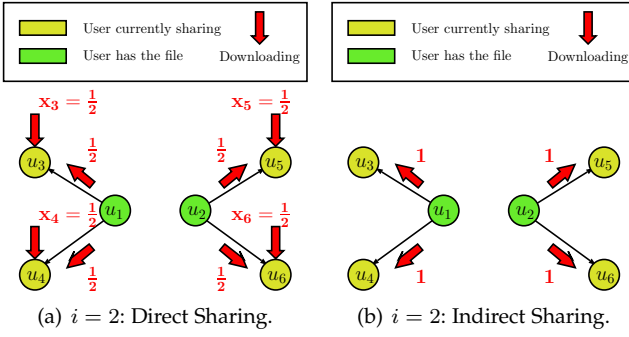 User currently sharing
User has the file
Downloading
x₃ = 1/2
x₅ = 1/2
1/2
1/2
u₃
u₅
x₄ = 1/2
u₁
u₂
x₆ = 1/2
u₄
1/2
1/2
u₆
(a) i = 2: Direct Sharing.
User currently sharing
User has the file
Downloading
u₃
1
1
u₅
u₁
u₂
u₄
1
1
u₆
(b) i = 2: Indirect Sharing.